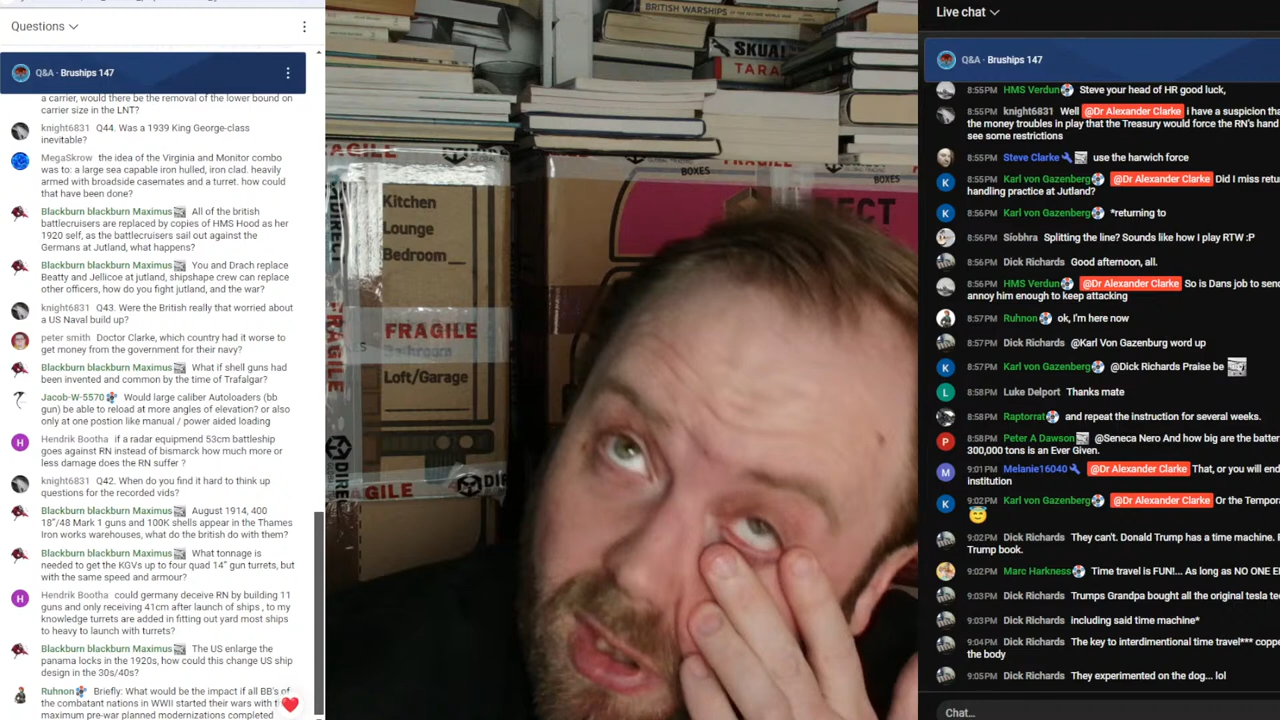 Questions
Q&A · Bruships 147
a carrier, would there be the removal of the lower bound on
carrier size in the LNT?
knight6831 Q44. Was a 1939 King George-class
inevitable?
MegaSkrow the idea of the Virginia and Monitor combo
was to: a large sea capable iron hulled, iron clad. heavily
armed with broadside casemates and a turret. how could
that have been done?
Blackburn blackburn Maximus All of the british
battlecruisers are replaced by copies of HMS Hood as her
1920 self, as the battlecruisers sail out against the
Germans at Jutland, what happens?
Blackburn blackburn Maximus You and Drach replace
Beatty and Jellicoe at jutland, shipshape crew can replace
other officers, how do you fight jutland, and the war?
knight6831 Q43. Were the British really that worried about
a US Naval build up?
peter smith Doctor Clarke, which country had it worse to
get money from the government for their navy?
Blackburn blackburn Maximus What if shell guns had
been invented and common by the time of Trafalgar?
Jacob-W-5570 Would large caliber Autoloaders (bb
gun) be able to reload at more angles of elevation? or also
only at one postion like manual / power aided loading
Hendrik Bootha if a radar equipmend 53cm battleship
goes against RN instead of bismarck how much more or
less damage does the RN suffer ?
knight6831 Q42. When do you find it hard to think up
questions for the recorded vids?
Blackburn blackburn Maximus August 1914, 400
18"/48 Mark 1 guns and 100K shells appear in the Thames
Iron works warehouses, what do the british do with them?
Blackburn blackburn Maximus What tonnage is
needed to get the KGVs up to four quad 14" gun turrets, but
with the same speed and armour?
Hendrik Bootha could germany deceive RN by building 11
guns and only receiving 41cm after launch of ships , to my
knowledge turrets are added in fitting out yard most ships
to heavy to launch with turrets?
Blackburn blackburn Maximus The US enlarge the
panama locks in the 1920s, how could this change US ship
design in the 30s/40s?
Ruhnon Briefly: What would be the impact if all BB's of
the combatant nations in WWII started their wars with t
maximum pre-war planned modernizations completed
BRITISH WARSHIPS OF THE SECOND WORLD WAR
SKUA
TARA
FRAGILE
BOXES
BOXES
Kitchen
Lounge
Bedroom
FRAGILE
Bathroom
Loft/Garage
FRAGILE
DIRE
AGILE
DIR
Live chat
Q&A · Bruships 147
8:55PM HMS Verdun Steve your head of HR good luck,
8:55PM knight6831 Well @Dr Alexander Clarke i have a suspicion tha
the money troubles in play that the Treasury would force the RN's hand
see some restrictions
8:55PM Steve Clarke use the harwich force
8:55PM Karl von Gazenberg @Dr Alexander Clarke Did I miss retu
handling practice at Jutland?
8:56PM Karl von Gazenberg *returning to
8:56PM Síobhra Splitting the line? Sounds like how I play RTW :P
8:56PM Dick Richards Good afternoon, all.
8:56PM HMS Verdun @Dr Alexander Clarke So is Dans job to send
annoy him enough to keep attacking
8:57PM Ruhnon ok, I'm here now
8:57PM Dick Richards @Karl Von Gazenburg word up
8:57PM Karl von Gazenberg @Dick Richards Praise be
8:58PM Luke Delport Thanks mate
8:58PM Raptorrat and repeat the instruction for several weeks.
8:58PM Peter A Dawson @Seneca Nero And how big are the batter
300,000 tons is an Ever Given.
9:01PM Melanie16040 @Dr Alexander Clarke That, or you will end
institution
9:02PM Karl von Gazenberg @Dr Alexander Clarke Or the Tempora
9:02PM Dick Richards They can't. Donald Trump has a time machine. R
Trump book.
9:02PM Marc Harkness Time travel is FUN!... As long as NO ONE E
9:03PM Dick Richards Trumps Grandpa bought all the original tesla te
9:03PM Dick Richards including said time machine*
9:04PM Dick Richards The key to interdimentional time travel*** coppe
the body
9:05PM Dick Richards They experimented on the dog... lol
Chat...